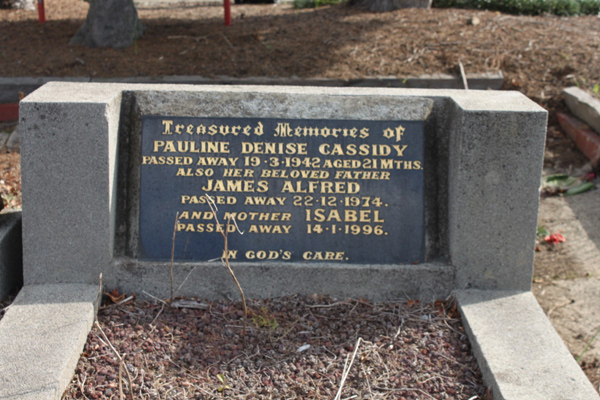 Treasured Memories of
PAULINE DENISE CASSIDY
PASSED AWAY 19·3·1942 AGED 21 MTHS.
ALSO HER BELOVED FATHER
JAMES ALFRED
PASSED AWAY 22·12·1974.
AND MOTHER ISABEL
PASSED AWAY 14·1·1996.
IN GOD'S CARE.